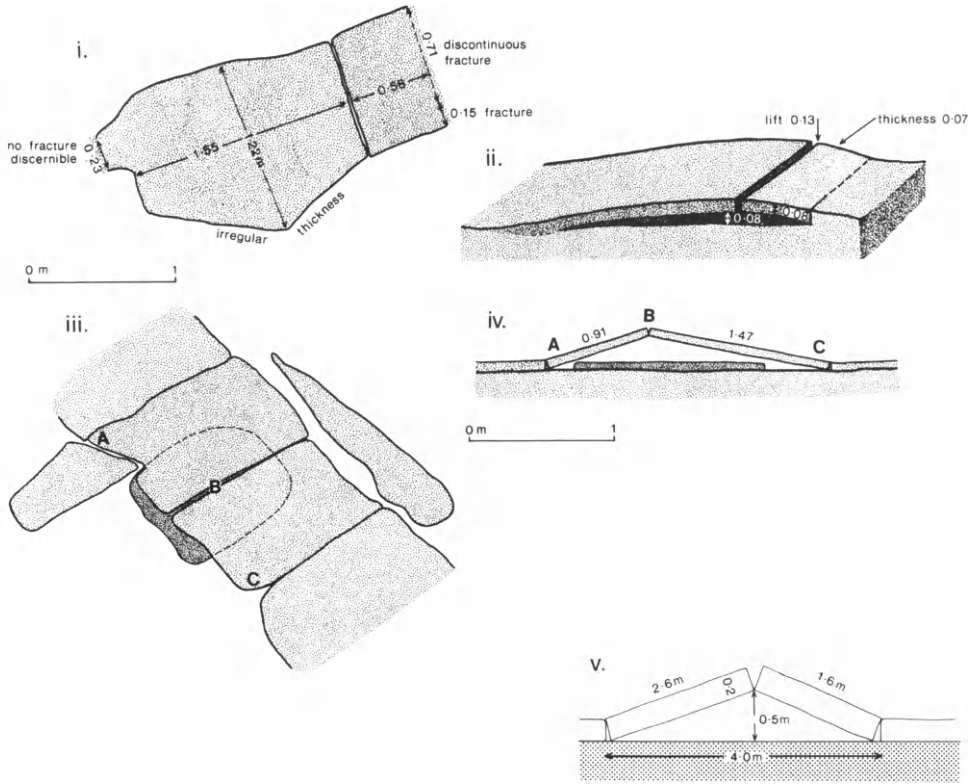 i.
0·71
discontinuous
fracture
0·56
0·15 fracture
no fracture
discernible
0·23
1·65
·22m
thickness
irregular
0 m 1
ii.
lift 0·13
thickness 0·07
0·08
0·08
iii.
A
B
C
iv.
A
0·91
B
1·47
C
0 m 1
v.
2·6m
0·2
1·6m
0·5m
4·0m